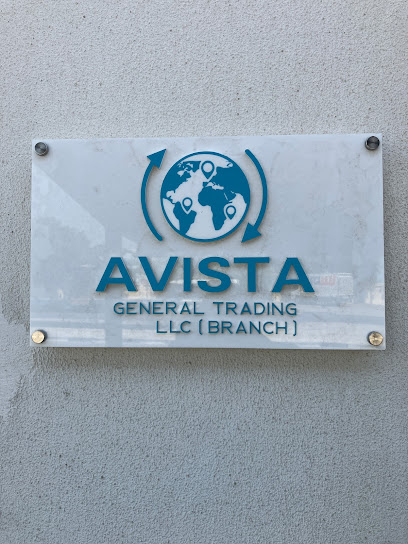 AVISTA
GENERAL TRADING
LLC (BRANCH)